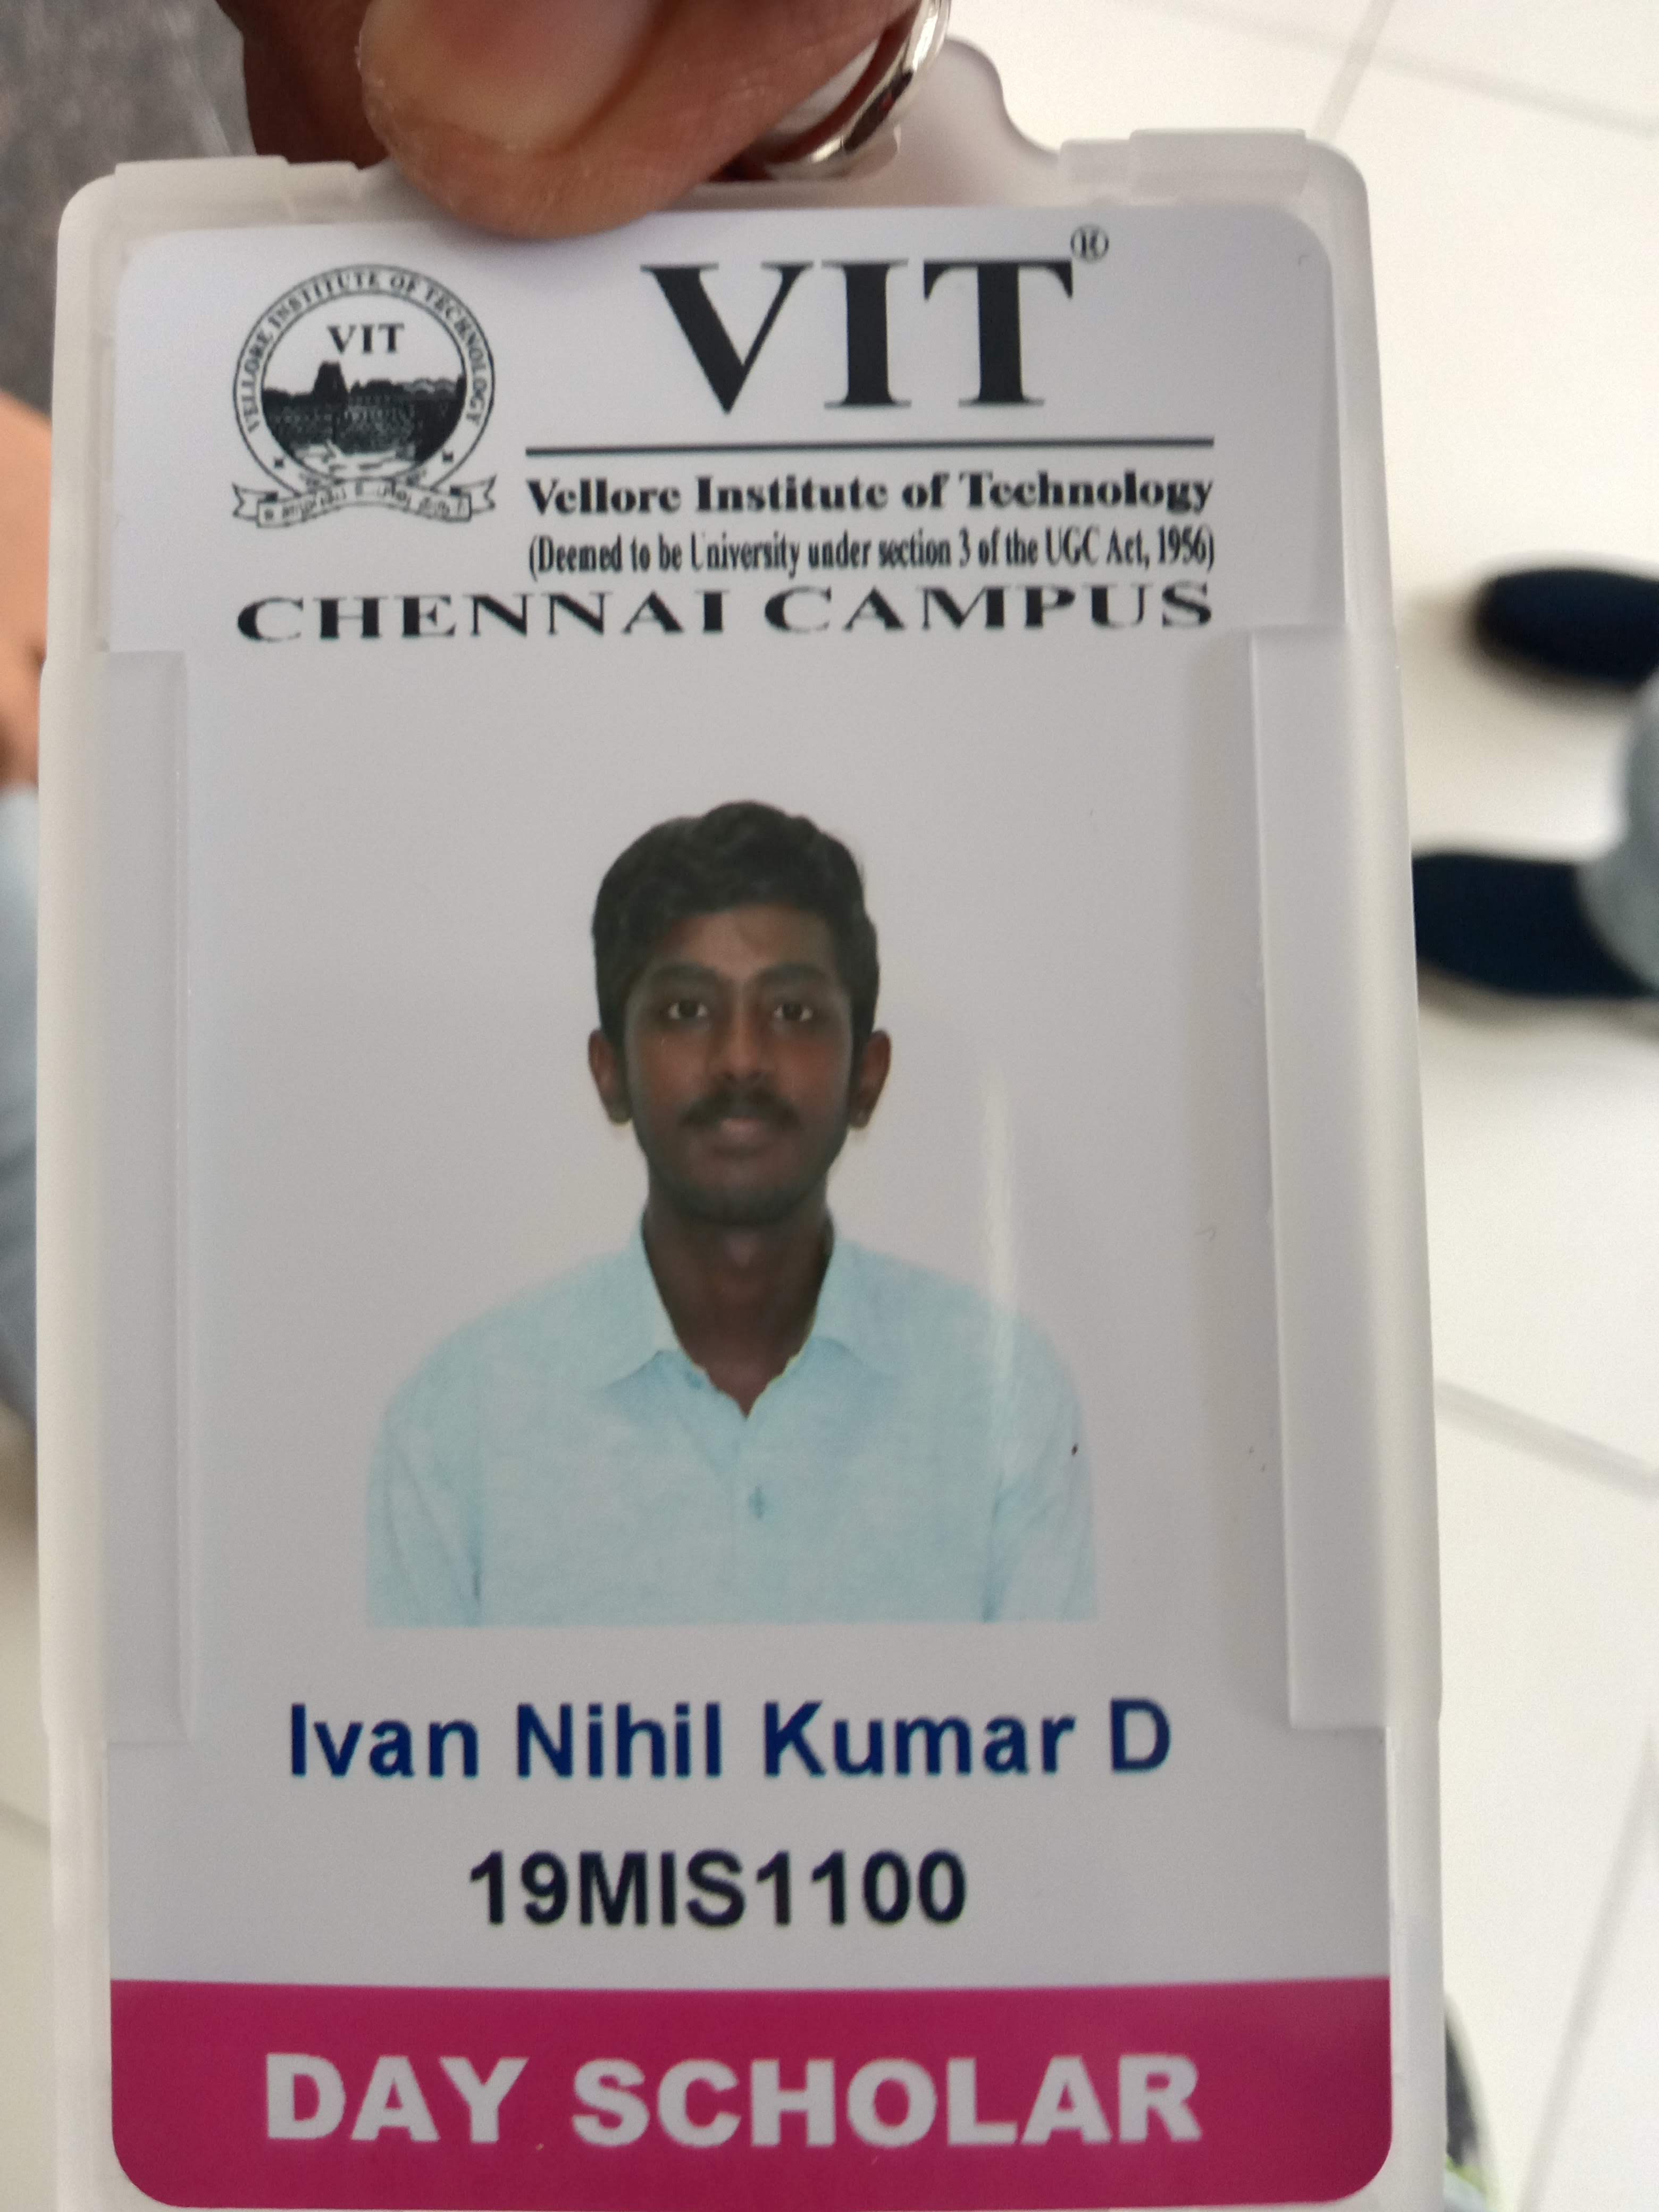 VELLORE INSTITUTE OF TECHNOLOGY
VIT
VIT®
Vellore Institute of Technology
(Deemed to be University under section 3 of the UGC Act, 1956)
CHENNAI CAMPUS
Ivan Nihil Kumar D
19MIS1100
DAY SCHOLAR